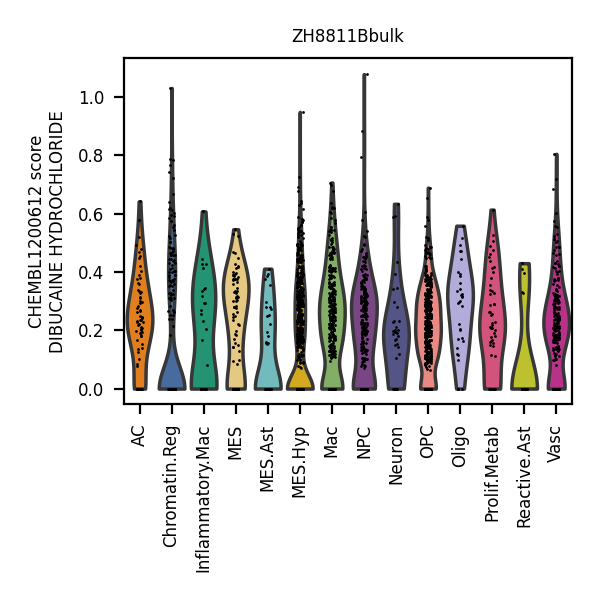 ZH8811Bbulk
CHEMBL1200612 score
DIBUCAINE HYDROCHLORIDE
1.0
0.8
0.6
0.4
0.2
0.0
AC
Chromatin.Reg
Inflammatory.Mac
MES
MES.Ast
MES.Hyp
Mac
NPC
Neuron
OPC
Oligo
Prolif.Metab
Reactive.Ast
Vasc